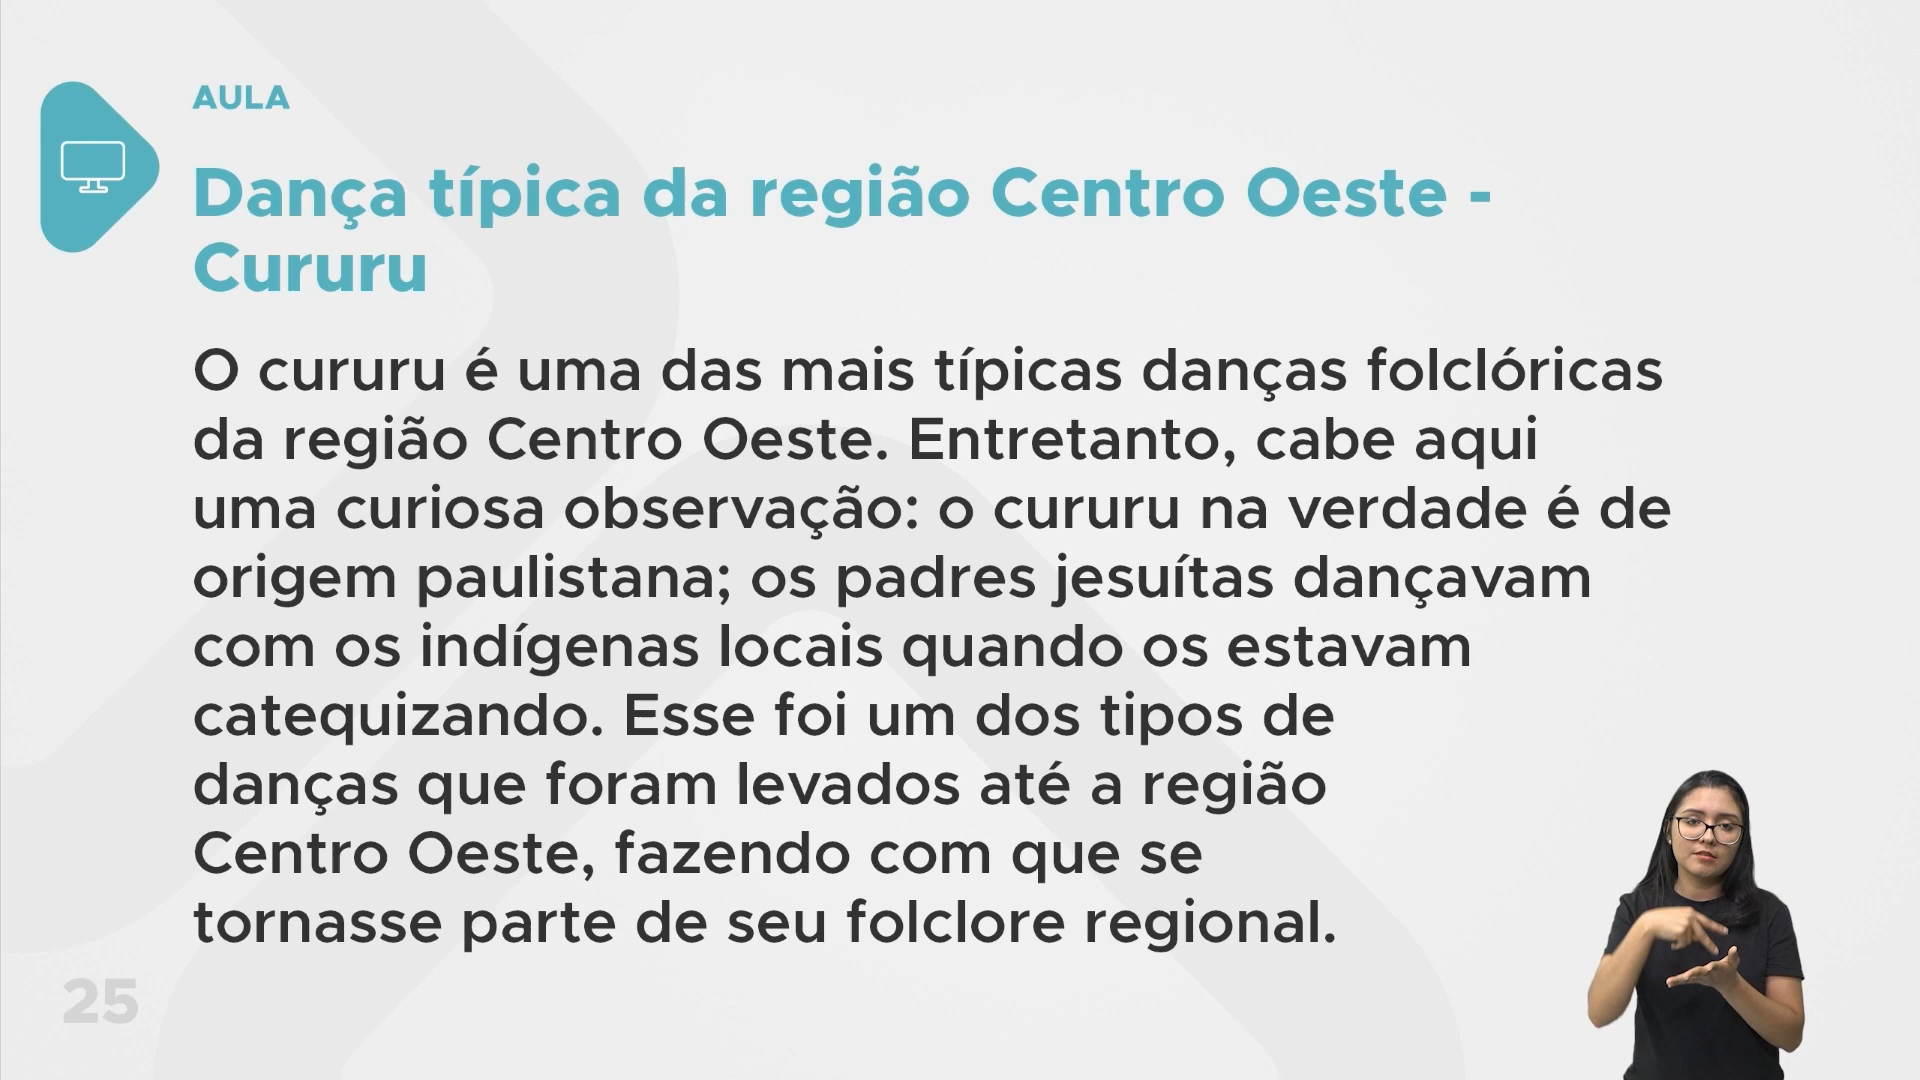 AULA
Dança típica da região Centro Oeste -
Cururu
O cururu é uma das mais típicas danças folclóricas
da região Centro Oeste. Entretanto, cabe aqui
uma curiosa observação: o cururu na verdade é de
origem paulistana; os padres jesuítas dançavam
com os indígenas locais quando os estavam
catequizando. Esse foi um dos tipos de
danças que foram levados até a região
Centro Oeste, fazendo com que se
tornasse parte de seu folclore regional.
25